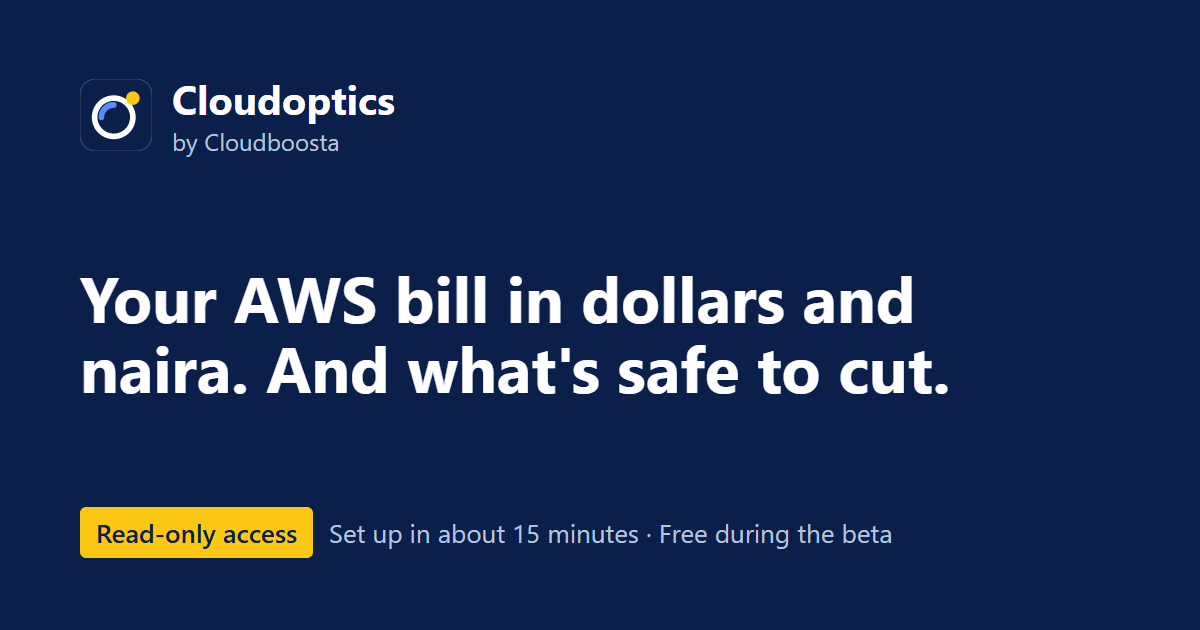 Cloudoptics
by Cloudboosta
Your AWS bill in dollars and
naira. And what's safe to cut.
Read-only access
Set up in about 15 minutes · Free during the beta